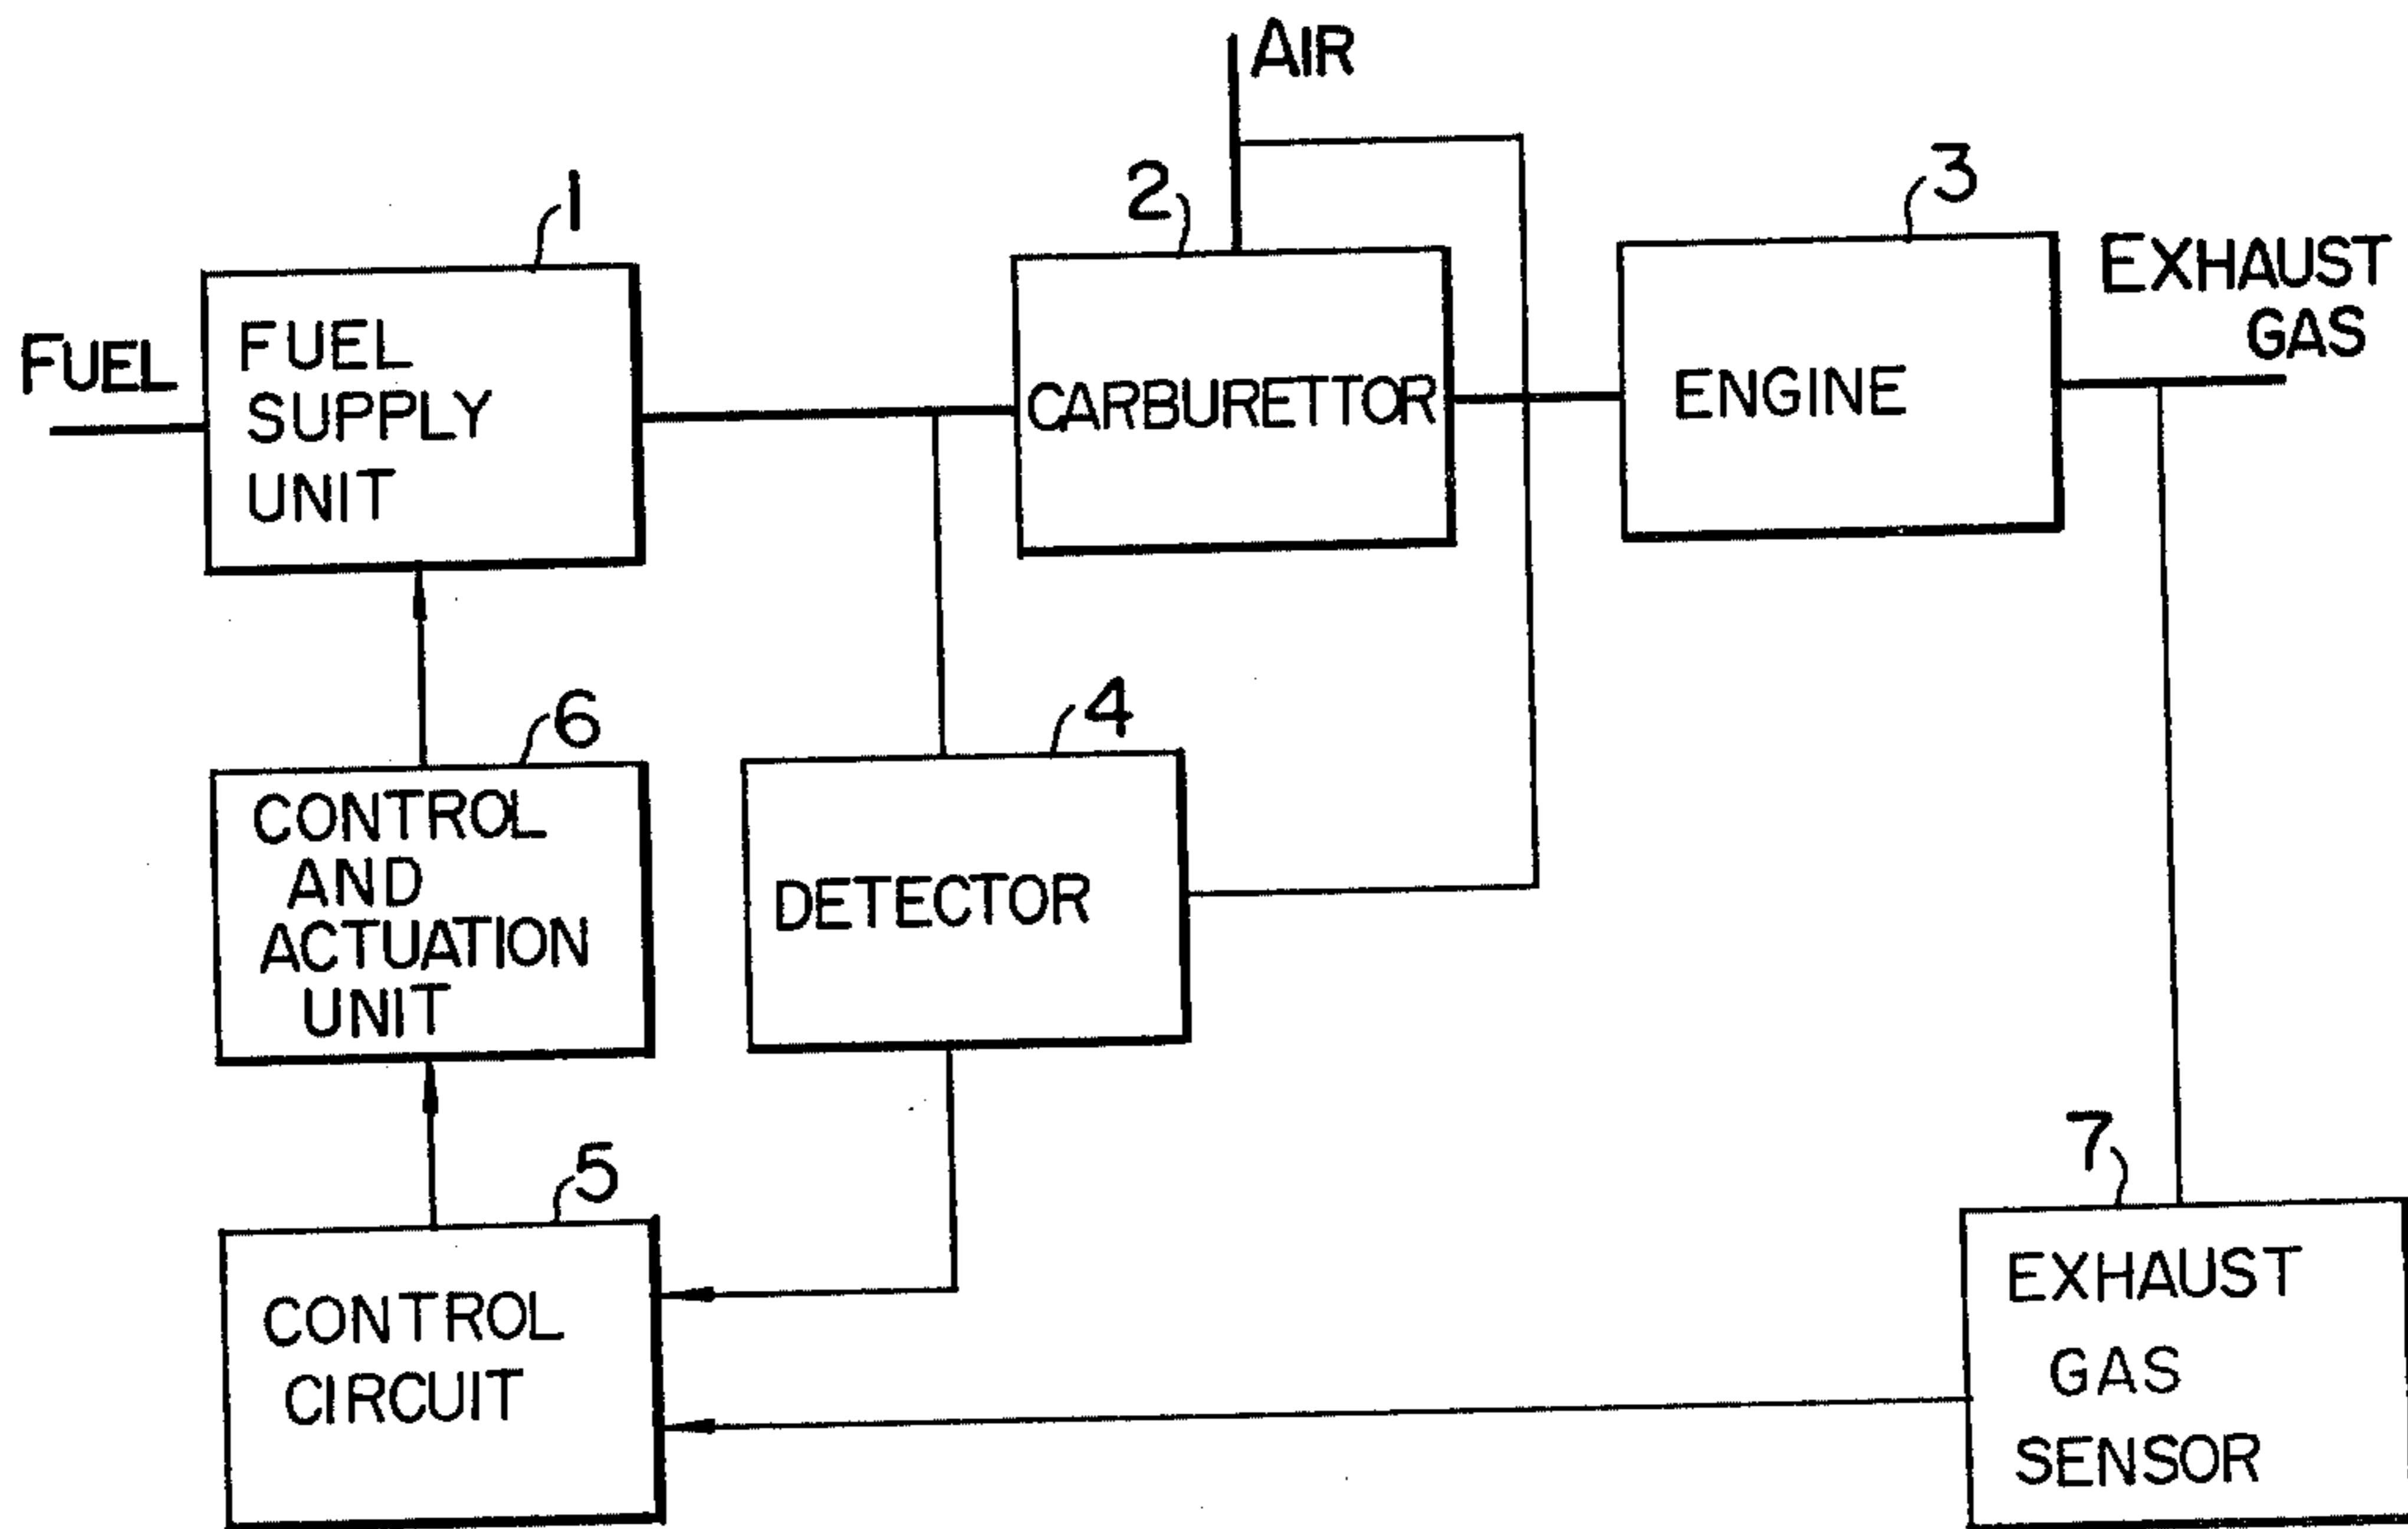 AIR
1
2
3
FUEL
FUEL
SUPPLY
UNIT
CARBURETTOR
ENGINE
EXHAUST
GAS
6
4
CONTROL
AND
ACTUATION
UNIT
DETECTOR
5
7
CONTROL
CIRCUIT
EXHAUST
GAS
SENSOR